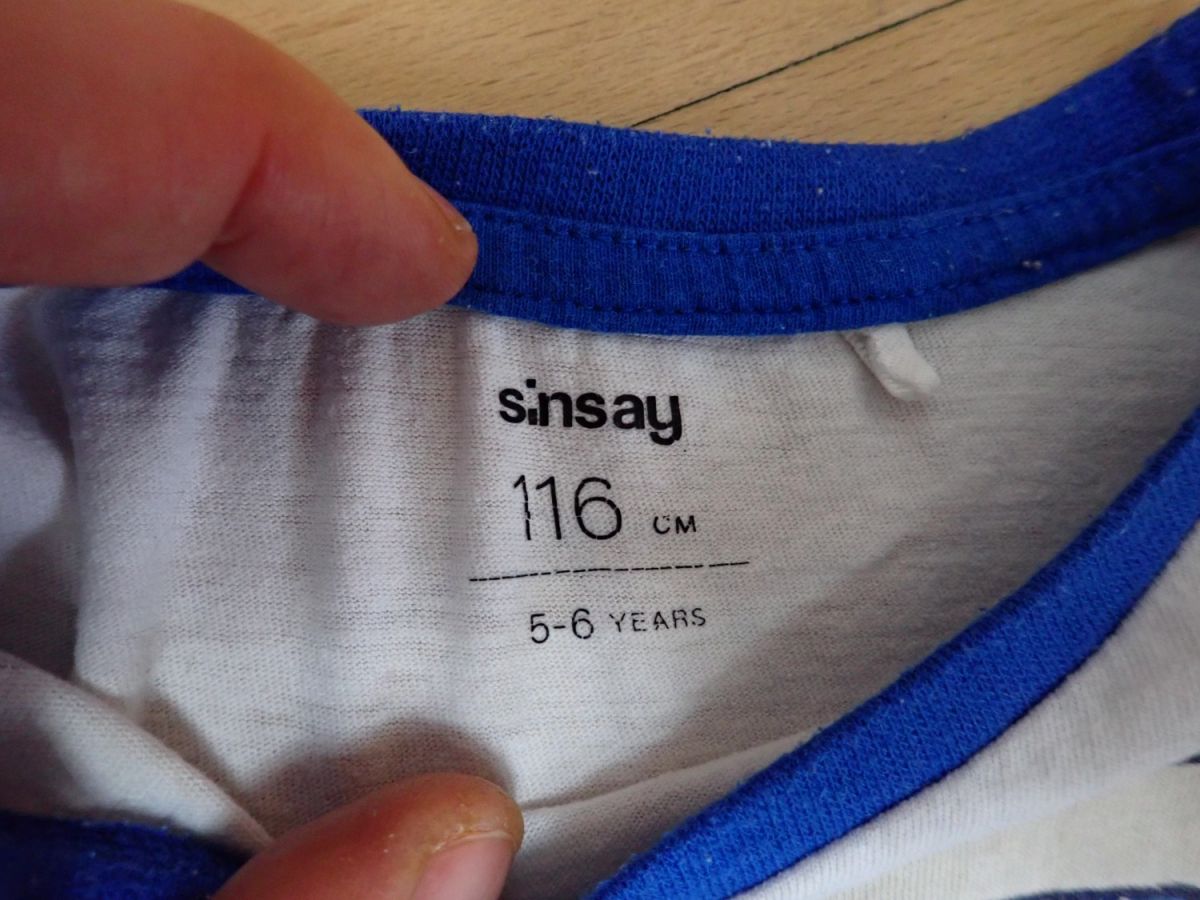 sinsay
116 CM
5-6 YEARS